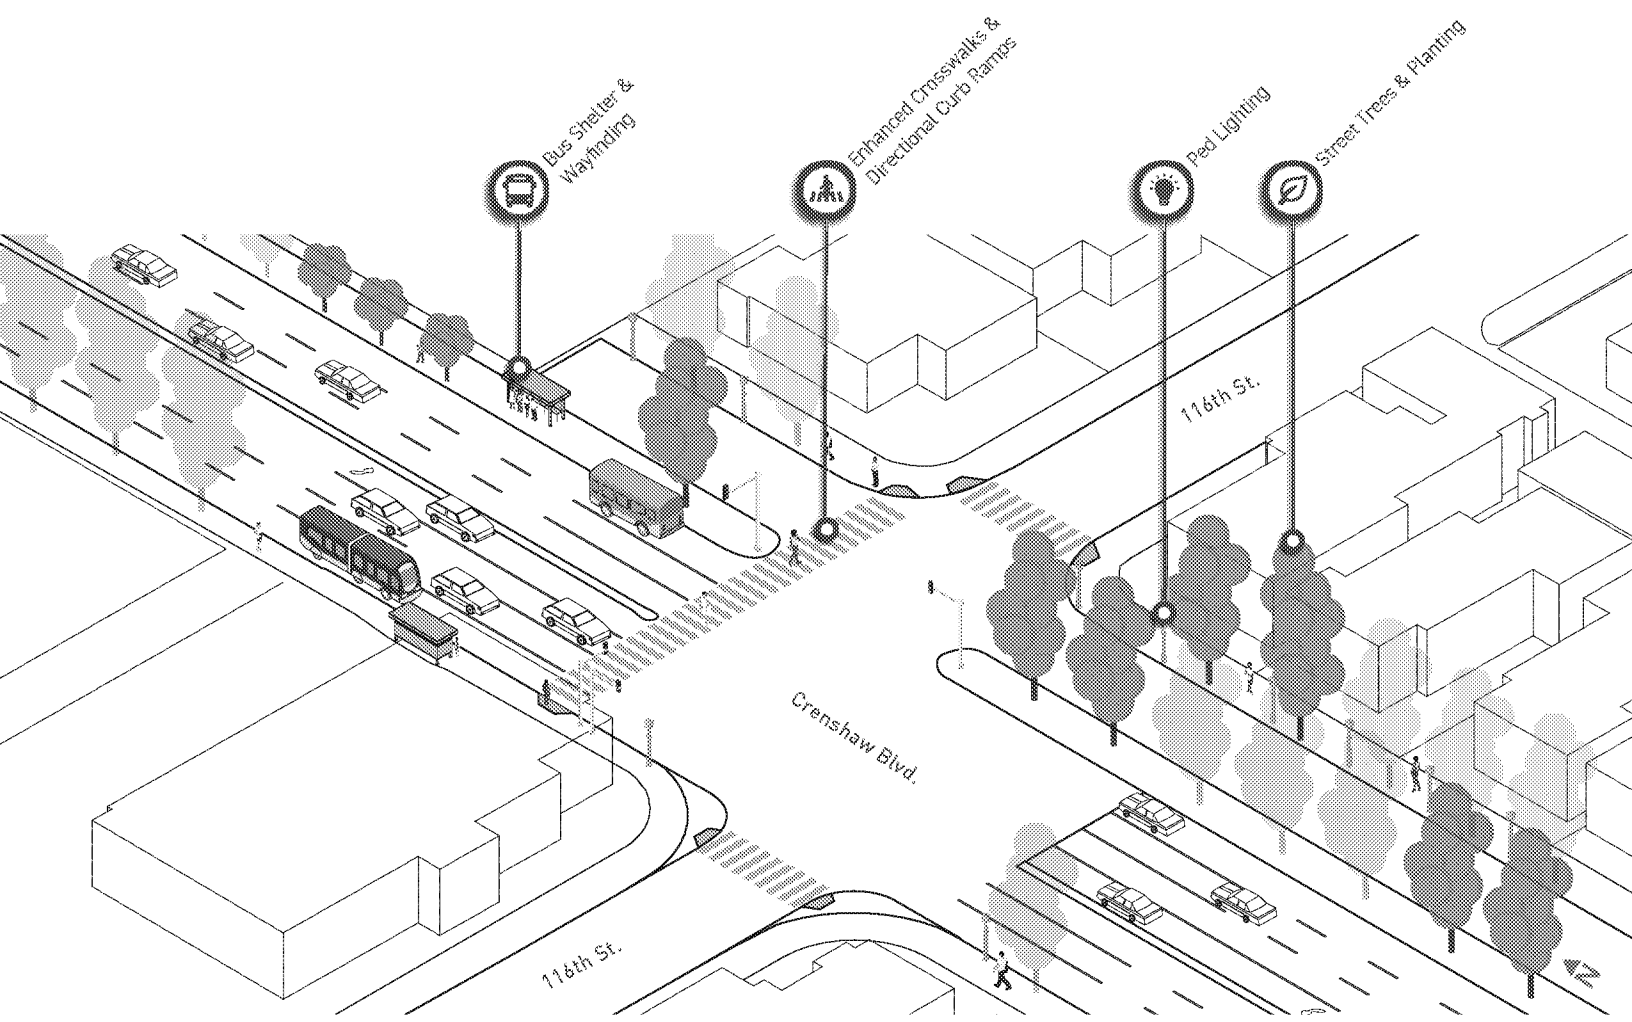 Bus Shelter &
Wayfinding
Enhanced Crosswalks &
Directional Curb Ramps
Ped Lighting
Street Trees & Planting
116th St.
Crenshaw Blvd.
116th St.
N